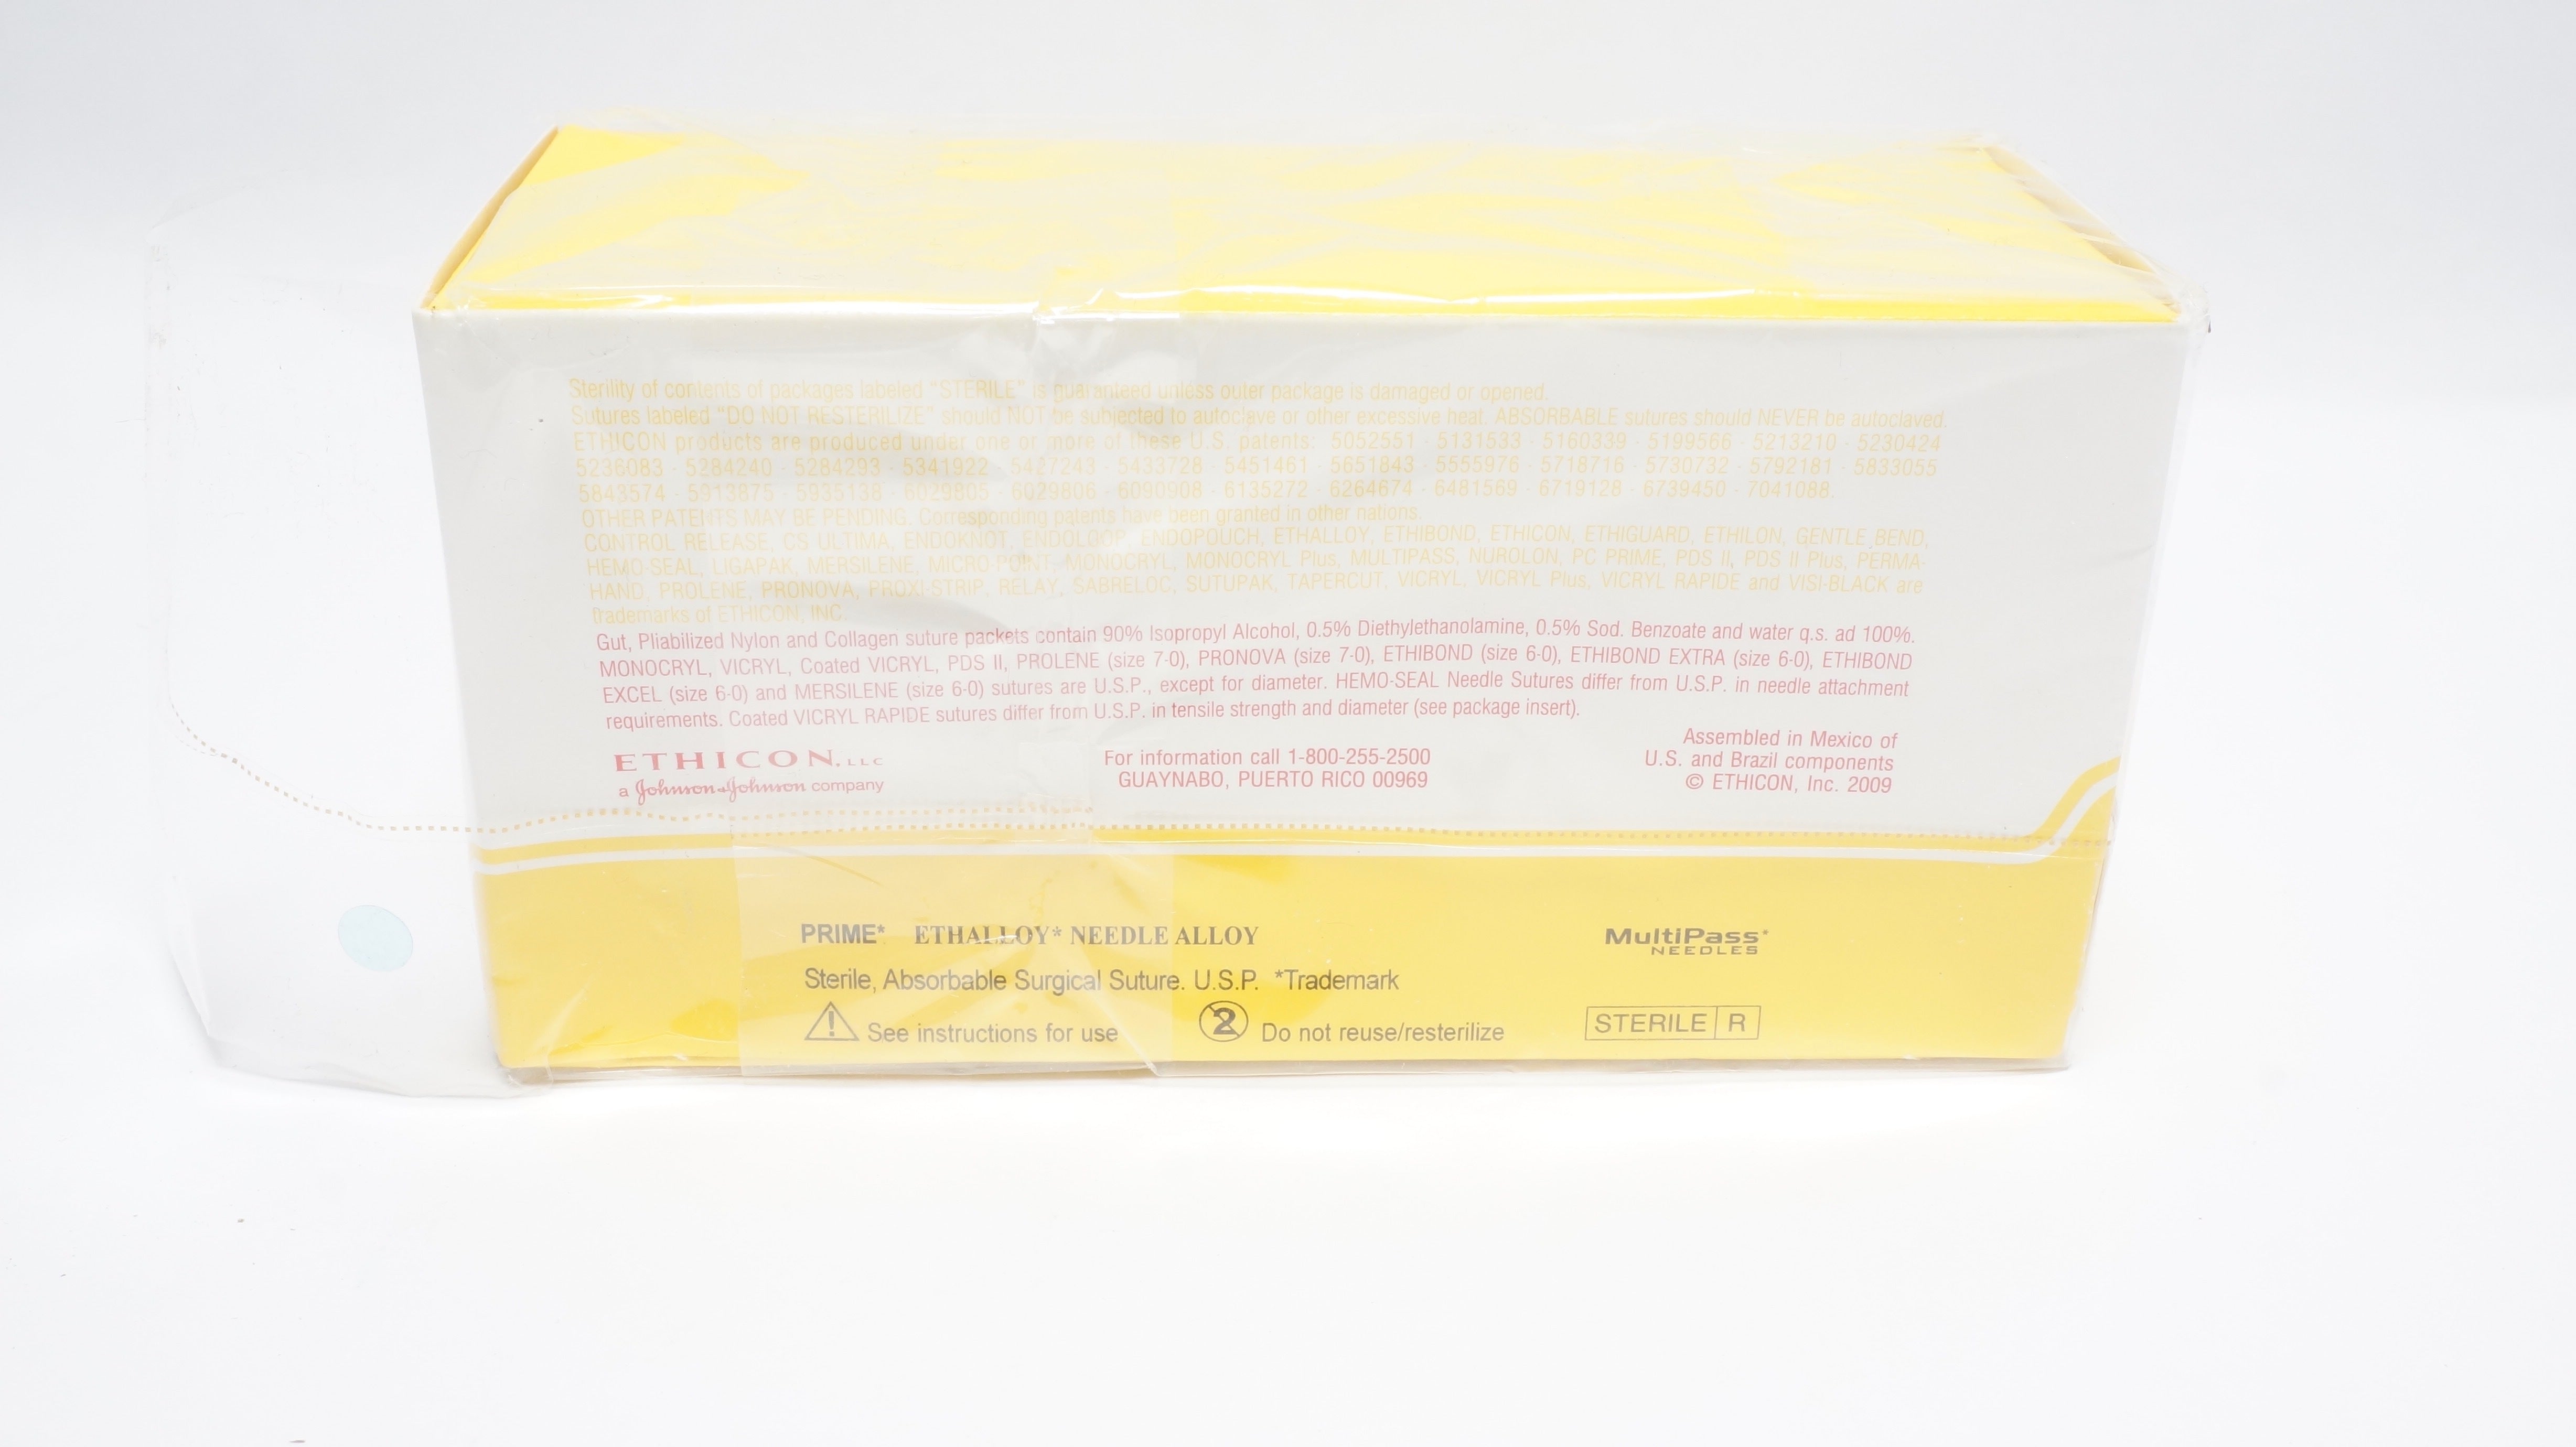 Sterility of contents of packages labeled "STERILE" is guaranteed unless outer package is damaged or opened.
Sutures labeled "DO NOT RESTERILIZE" should NOT be subjected to autoclave or other excessive heat. ABSORBABLE sutures should NEVER be autoclaved.
ETHICON products are produced under one or more of these U.S. patents: 5052551 · 5131533 · 5160339 · 5199566 · 5213210 · 5230424
5236083 · 5284240 · 5284293 · 5341922 · 5427243 · 5433728 · 5451461 · 5651843 · 5555976 · 5718716 · 5730732 · 5792181 · 5833055
5843574 · 5913875 · 5935138 · 6029805 · 6029806 · 6090908 · 6135272 · 6264674 · 6481569 · 6719128 · 6739450 · 7041088.
OTHER PATENTS MAY BE PENDING. Corresponding patents have been granted in other nations.
CONTROL RELEASE, CS ULTIMA, ENDOKNOT, ENDOLOOP, ENDOPOUCH, ETHALLOY, ETHIBOND, ETHICON, ETHIGUARD, ETHILON, GENTLE BEND,
HEMO-SEAL, LIGAPAK, MERSILENE, MICRO-POINT, MONOCRYL, MONOCRYL Plus, MULTIPASS, NUROLON, PC PRIME, PDS II, PDS II Plus, PERMA-
HAND, PROLENE, PRONOVA, PROXI-STRIP, RELAY, SABRELOC, SUTUPAK, TAPERCUT, VICRYL, VICRYL Plus, VICRYL RAPIDE and VISI-BLACK are
trademarks of ETHICON, INC.
Gut, Pliabilized Nylon and Collagen suture packets contain 90% Isopropyl Alcohol, 0.5% Diethylethanolamine, 0.5% Sod. Benzoate and water q.s. ad 100%.
MONOCRYL, VICRYL, Coated VICRYL, PDS II, PROLENE (size 7-0), PRONOVA (size 7-0), ETHIBOND (size 6-0), ETHIBOND EXTRA (size 6-0), ETHIBOND
EXCEL (size 6-0) and MERSILENE (size 6-0) sutures are U.S.P., except for diameter. HEMO-SEAL Needle Sutures differ from U.S.P. in needle attachment
requirements. Coated VICRYL RAPIDE sutures differ from U.S.P. in tensile strength and diameter (see package insert).
ETHICON, LLC
a Johnson & Johnson company
For information call 1-800-255-2500
GUAYNABO, PUERTO RICO 00969
Assembled in Mexico of
U.S. and Brazil components
© ETHICON, Inc. 2009
PRIME* ETHALLOY* NEEDLE ALLOY
MultiPass*
NEEDLES
Sterile, Absorbable Surgical Suture. U.S.P. *Trademark
See instructions for use
2 Do not reuse/resterilize
STERILE R